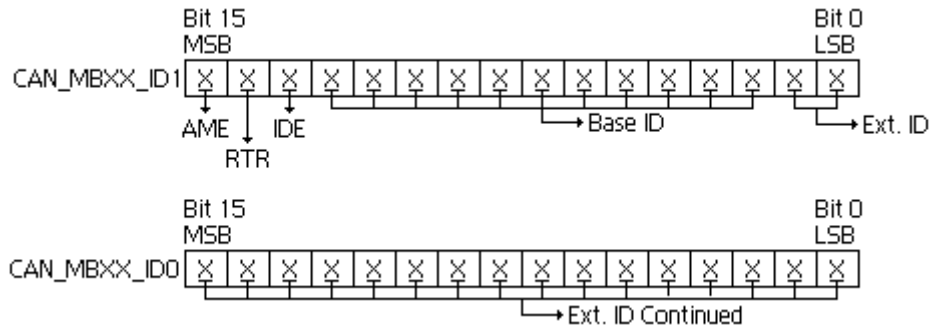 Bit 15 Bit 0
MSB LSB
CAN_MBXX_ID1 X X X X X X X X X X X X X X X X
AME IDE Base ID Ext. ID
RTR
Bit 15 Bit 0
MSB LSB
CAN_MBXX_ID0 X X X X X X X X X X X X X X X X
Ext. ID Continued